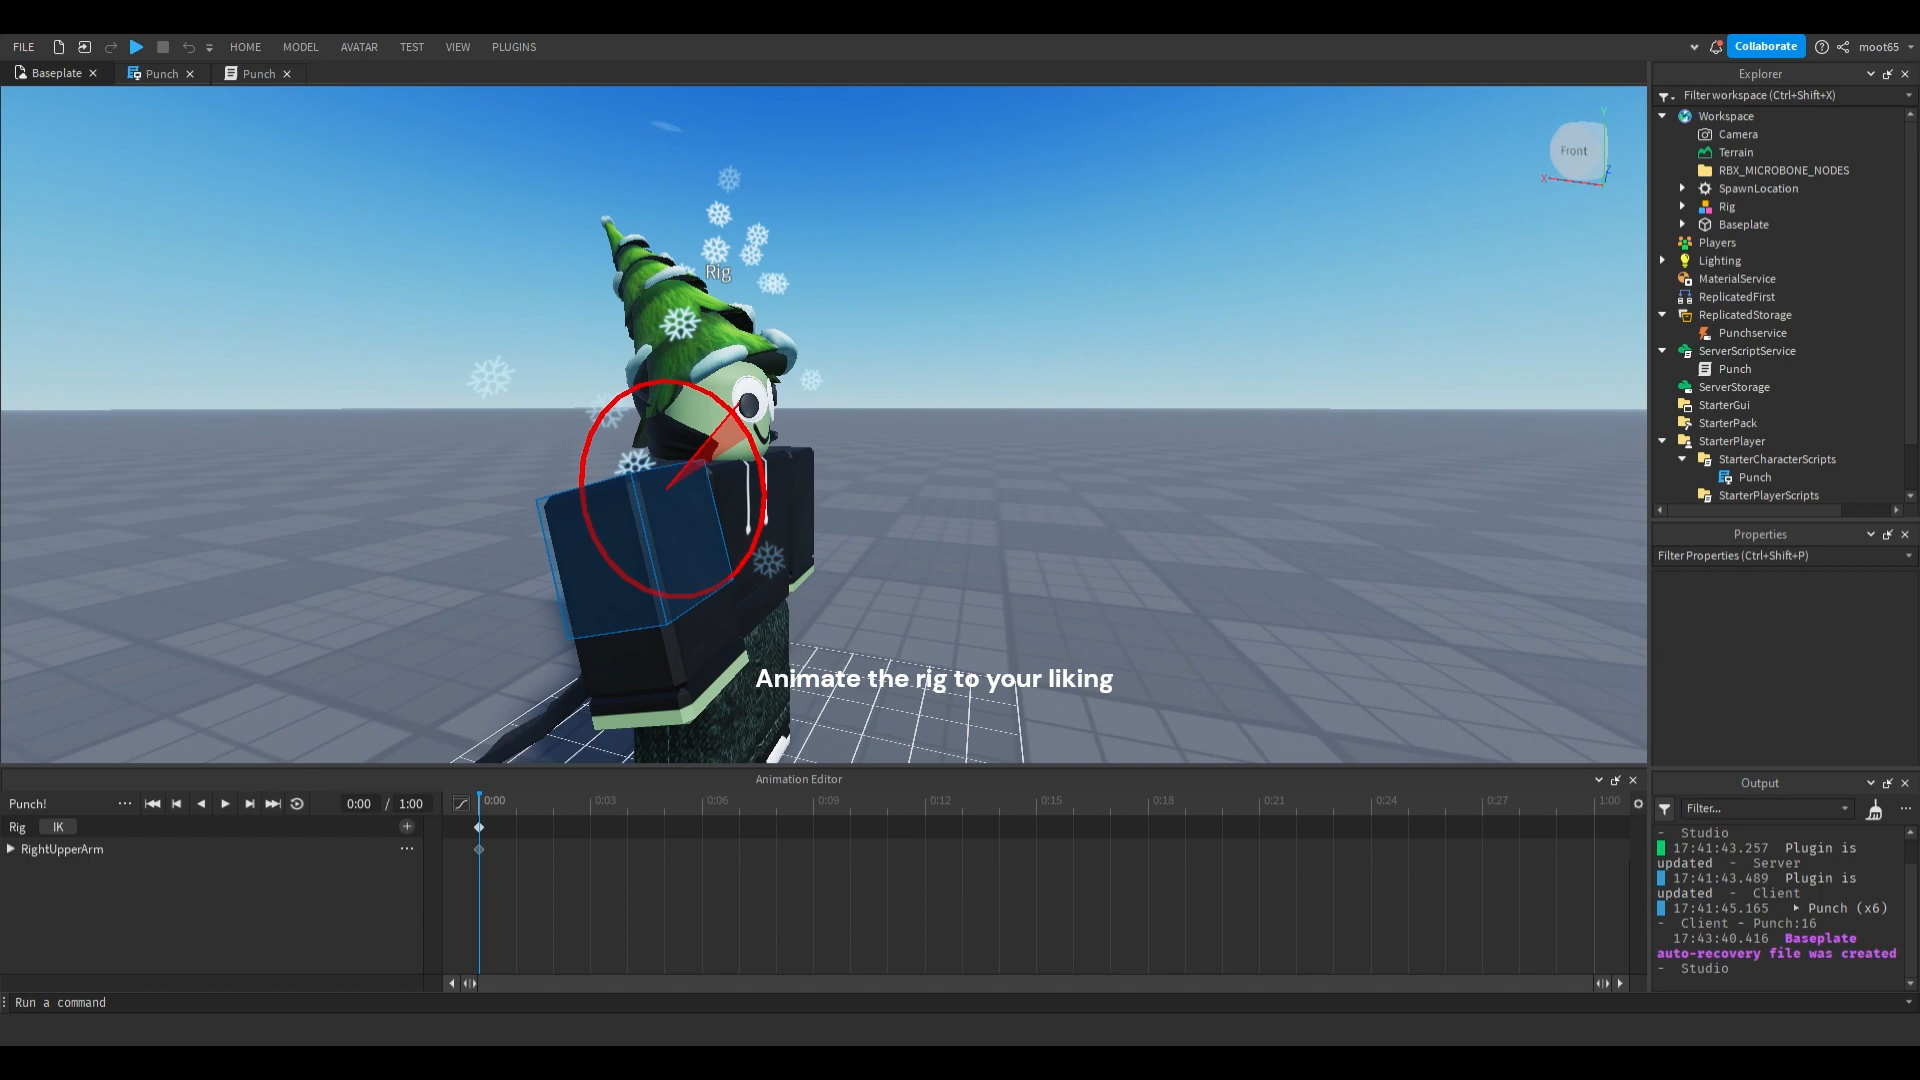 FILE
HOME
MODEL
AVATAR
TEST
VIEW
PLUGINS
Collaborate
moot65
Baseplate
Punch
Punch
Front
Y
X
Z
Rig
Animate the rig to your liking
Explorer
Filter workspace (Ctrl+Shift+X)
Workspace
Camera
Terrain
RBX_MICROBONE_NODES
SpawnLocation
Rig
Baseplate
Players
Lighting
MaterialService
ReplicatedFirst
ReplicatedStorage
Punchservice
ServerScriptService
Punch
ServerStorage
StarterGui
StarterPack
StarterPlayer
StarterCharacterScripts
Punch
StarterPlayerScripts
Properties
Filter Properties (Ctrl+Shift+P)
Animation Editor
Punch!
0:00 / 1:00
0:00 0:03 0:06 0:09 0:12 0:15 0:18 0:21 0:24 0:27 1:00
Rig IK
RightUpperArm
Output
Filter...
- Studio
17:41:43.257 Plugin is
updated - Server
17:41:43.489 Plugin is
updated - Client
17:41:45.165 ▸ Punch (x6)
- Client - Punch:16
17:43:40.416 Baseplate
auto-recovery file was created
- Studio
Run a command